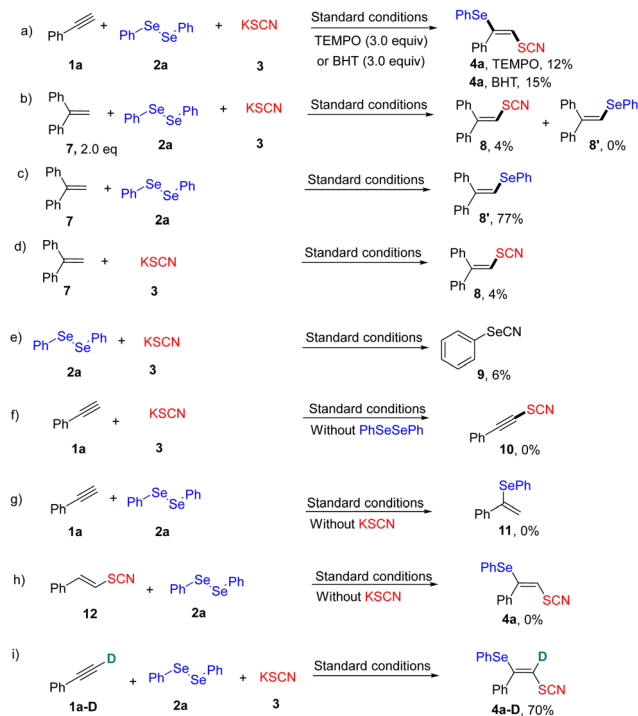 a)
Ph
1a
+
Ph Se Se Ph
2a
+
KSCN
3
Standard conditions
TEMPO (3.0 equiv)
or BHT (3.0 equiv)
PhSe
Ph
SCN
4a, TEMPO, 12%
4a, BHT, 15%
b)
Ph
Ph
7, 2.0 eq
+
Ph Se Se Ph
2a
+
KSCN
3
Standard conditions
Ph
Ph
SCN
8, 4%
+
Ph
Ph
SePh
8', 0%
c)
Ph
Ph
7
+
Ph Se Se Ph
2a
Standard conditions
Ph
Ph
SePh
8', 77%
d)
Ph
Ph
7
+
KSCN
3
Standard conditions
Ph
Ph
SCN
8, 4%
e)
Ph Se Se Ph
2a
+
KSCN
3
Standard conditions
SeCN
9, 6%
f)
Ph
1a
+
KSCN
3
Standard conditions
Without PhSeSePh
Ph
SCN
10, 0%
g)
Ph
1a
+
Ph Se Se Ph
2a
Standard conditions
Without KSCN
SePh
Ph
11, 0%
h)
Ph
SCN
12
+
Ph Se Se Ph
2a
Standard conditions
Without KSCN
PhSe
Ph
SCN
4a, 0%
i)
Ph
D
1a-D
+
Ph Se Se Ph
2a
+
KSCN
3
Standard conditions
PhSe
D
Ph
SCN
4a-D, 70%